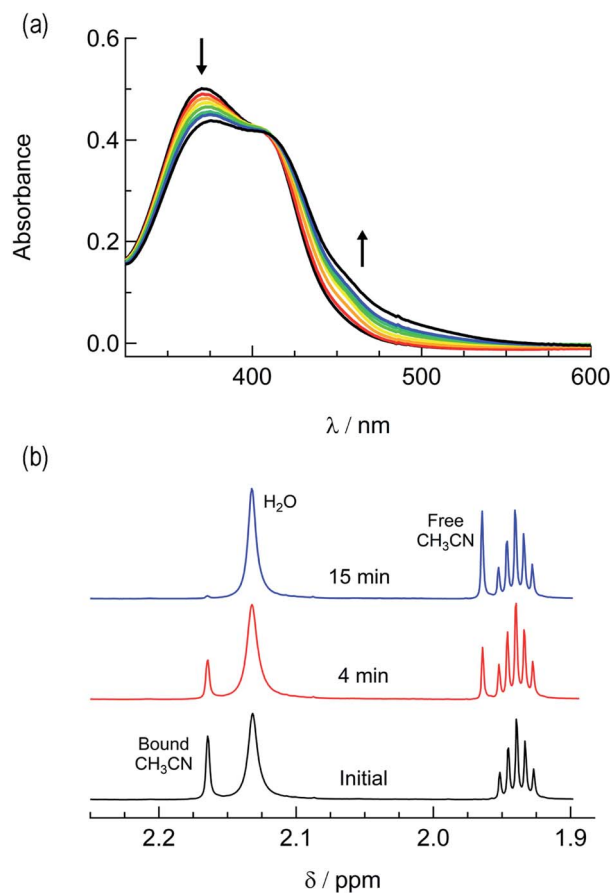 (a)
0.6
0.4
0.2
0.0
Absorbance
400
500
600
λ / nm
(b)
H₂O
Free
CH₃CN
15 min
4 min
Bound
CH₃CN
Initial
2.2
2.1
2.0
1.9
δ / ppm